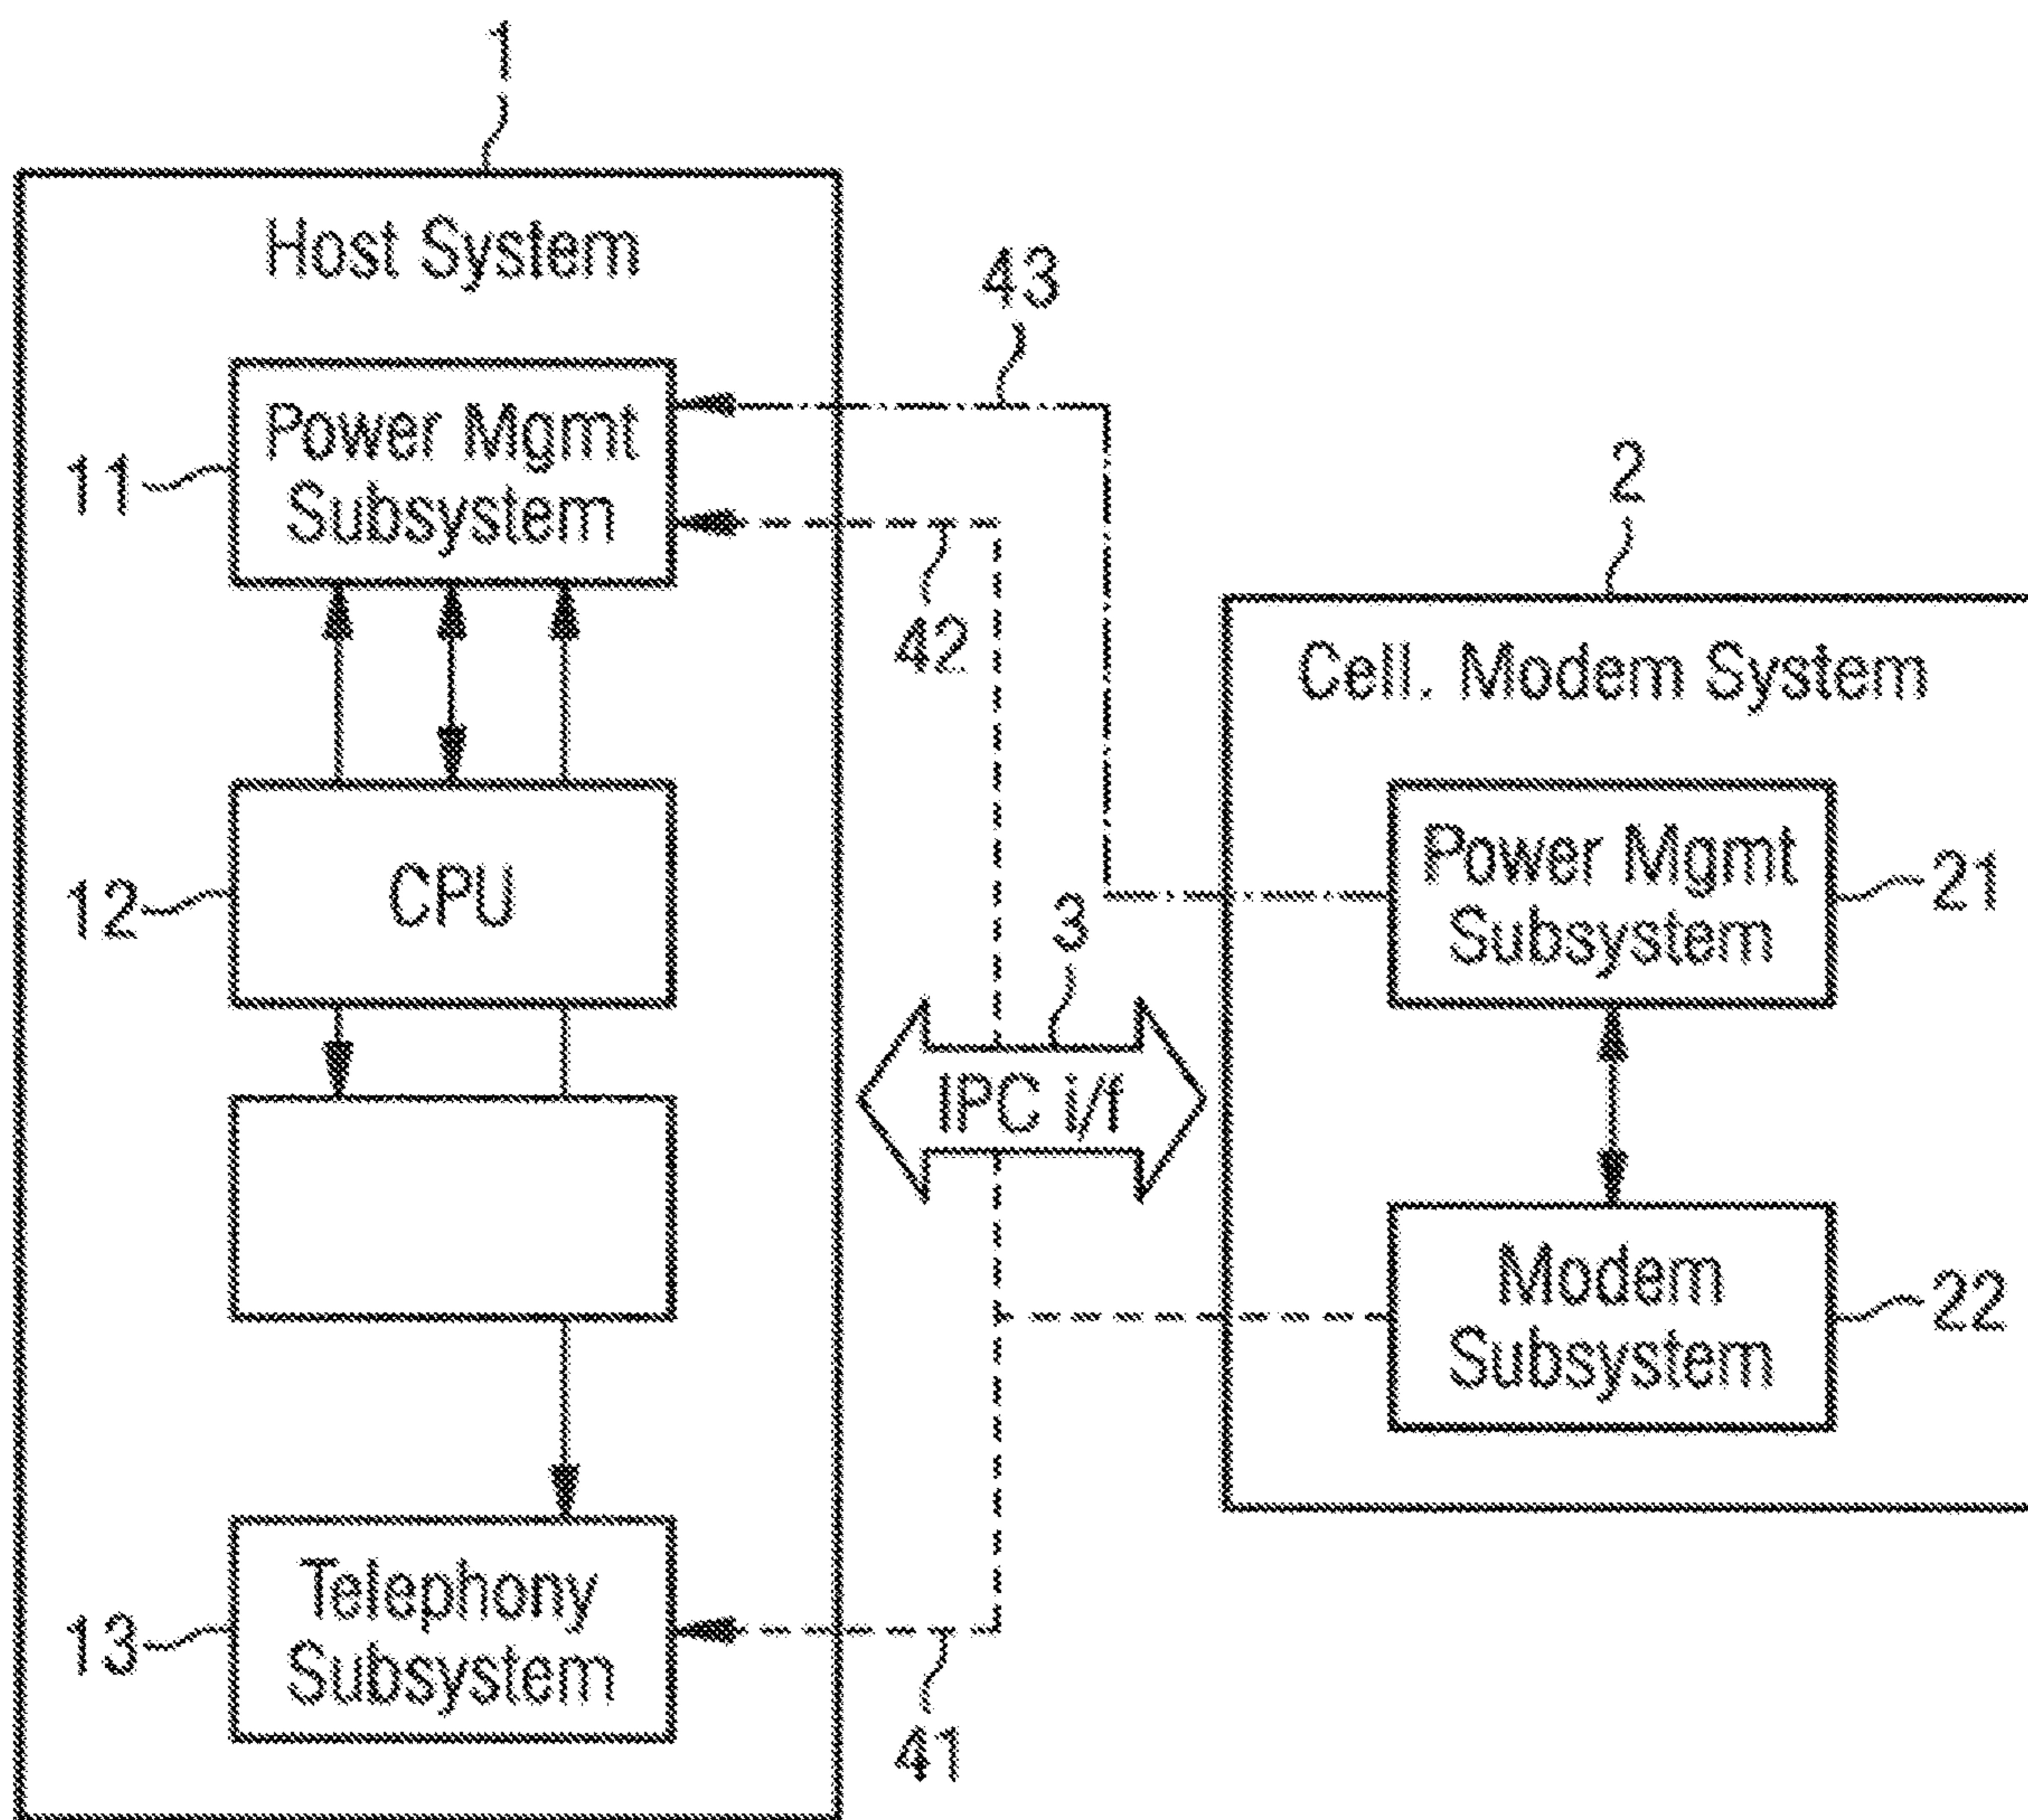 1
Host System
43
Power Mgmt
Subsystem
11
42
2
Cell. Modem System
CPU
12
Power Mgmt
Subsystem
21
3
IPC i/f
Modem
Subsystem
22
Telephony
Subsystem
13
41